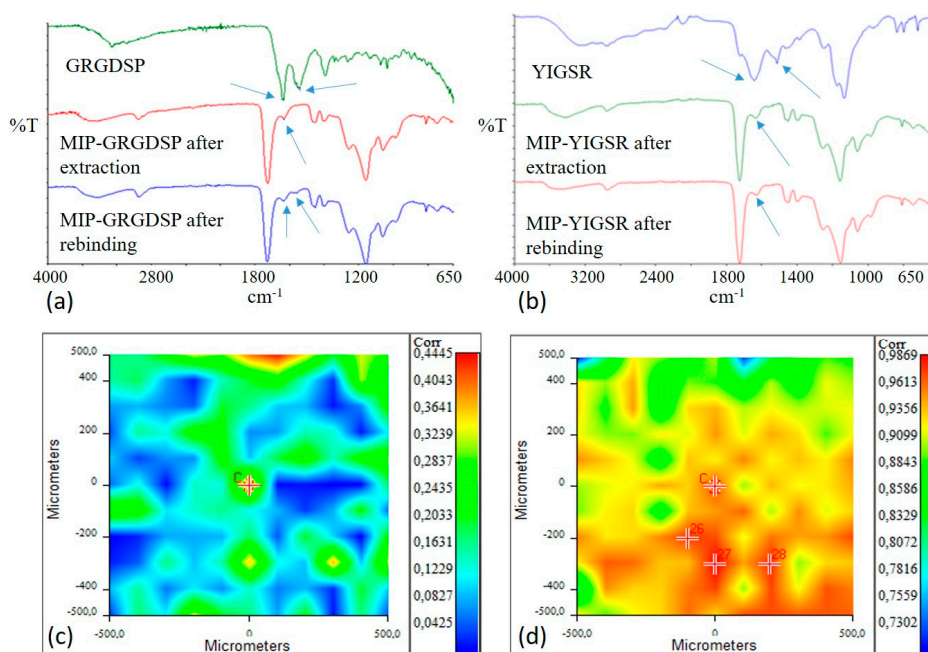 GRGDSP
%T
MIP-GRGDSP after
extraction
MIP-GRGDSP after
rebinding
4000 2800 1800 1200 650
cm-1
(a)
YIGSR
%T
MIP-YIGSR after
extraction
MIP-YIGSR after
rebinding
4000 3200 2400 1800 1400 1000 650
cm-1
(b)
Corr
500,0
400
200
0
-200
-400
-500,0
Micrometers
-500,0 0 500,0
Micrometers
C
0,4445
0,4043
0,3641
0,3239
0,2837
0,2435
0,2033
0,1631
0,1229
0,0827
0,0425
(c)
Corr
500,0
400
200
0
-200
-400
-500,0
Micrometers
-500,0 0 500,0
Micrometers
C
26
27
28
0,9869
0,9613
0,9356
0,9099
0,8843
0,8586
0,8329
0,8072
0,7815
0,7559
0,7302
(d)